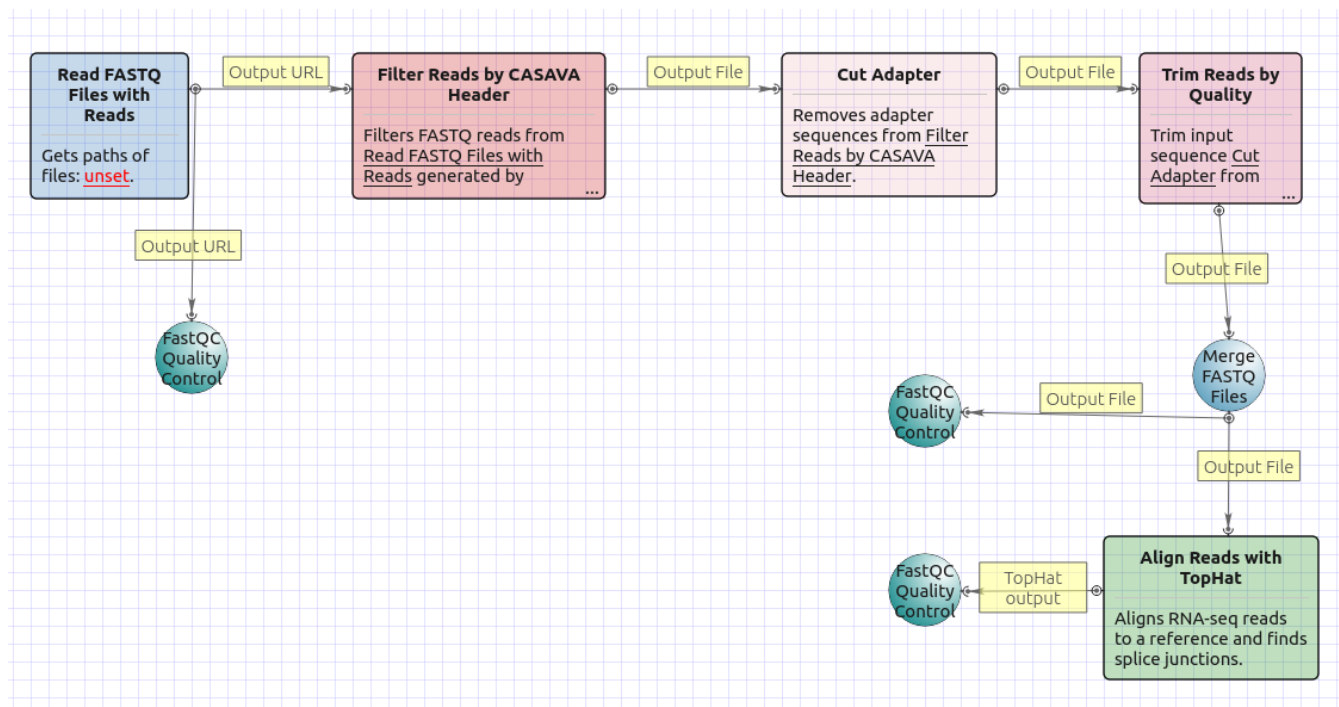 Read FASTQ
Files with
Reads
Gets paths of
files: unset.
Output URL
Filter Reads by CASAVA
Header
Filters FASTQ reads from
Read FASTQ Files with
Reads generated by
...
Output File
Cut Adapter
Removes adapter
sequences from Filter
Reads by CASAVA
Header.
Output File
Trim Reads by
Quality
Trim input
sequence Cut
Adapter from
...
Output URL
FastQC
Quality
Control
Output File
Merge
FASTQ
Files
Output File
FastQC
Quality
Control
Output File
Align Reads with
TopHat
Aligns RNA-seq reads
to a reference and finds
splice junctions.
TopHat
output
FastQC
Quality
Control